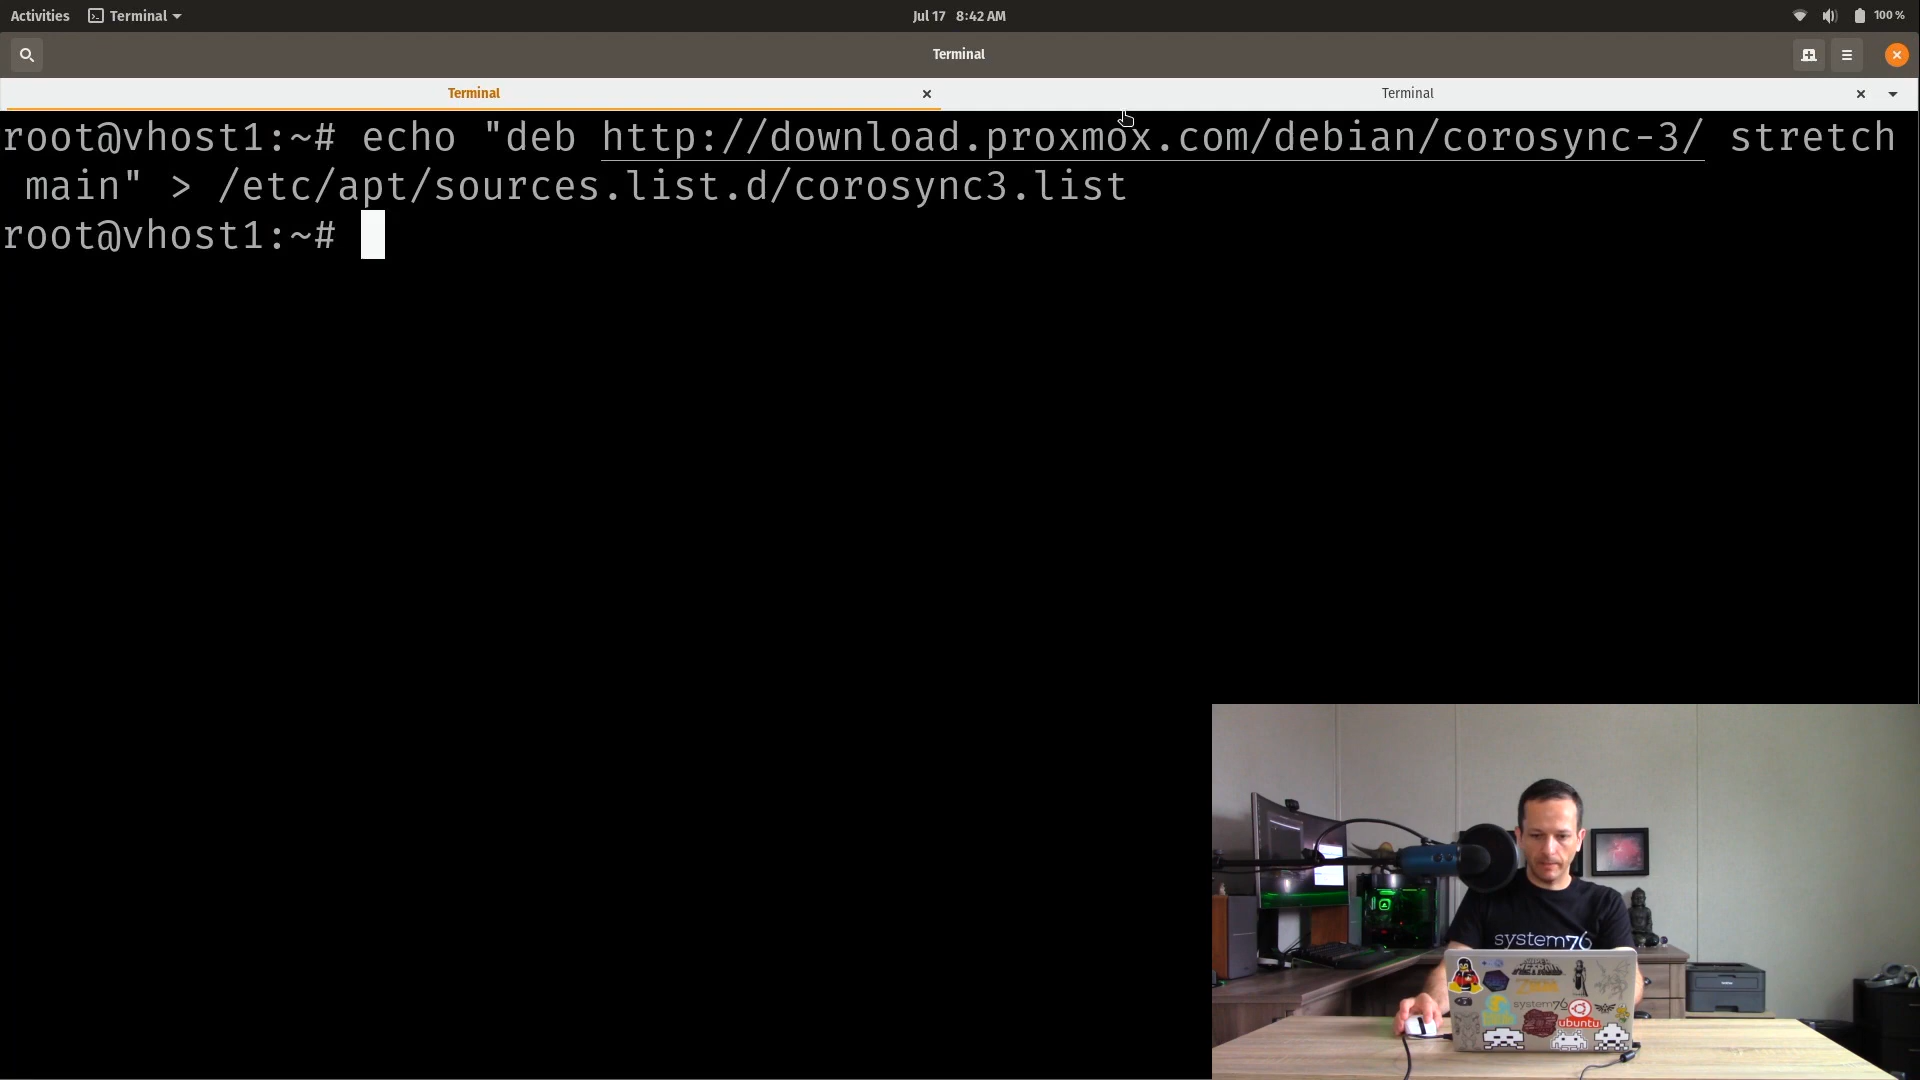 Activities Terminal Jul 17 8:42 AM 100 %
Terminal
Terminal Terminal
root@vhost1:~# echo "deb http://download.proxmox.com/debian/corosync-3/ stretch
main" > /etc/apt/sources.list.d/corosync3.list
root@vhost1:~#
system76
system76
ubuntu